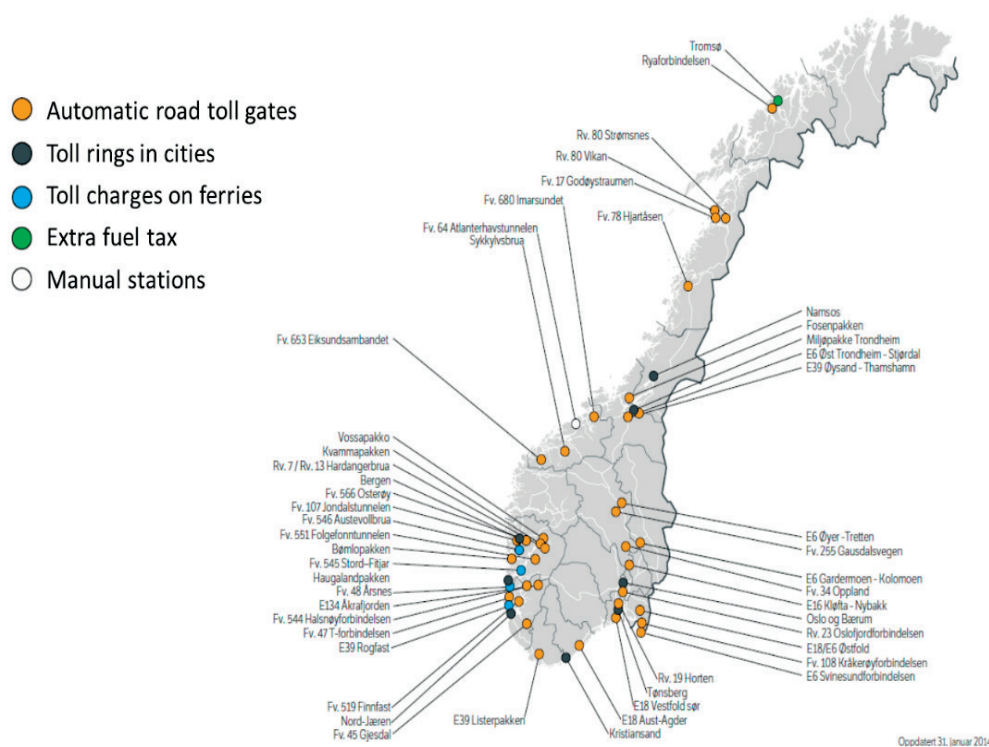 Automatic road toll gates
Toll rings in cities
Toll charges on ferries
Extra fuel tax
Manual stations
Tromsø
Ryaforbindelsen
Rv. 80 Strømsnes
Rv. 80 Vikan
Fv. 17 Godøystraumen
Fv. 680 Imarsundet
Fv. 78 Hjartåsen
Fv. 64 Atlanterhavstunnelen
Sykkylvsbrua
Fv. 653 Eiksundsambandet
Namsos
Fosenpakken
Miljøpakke Trondheim
E6 Øst Trondheim - Stjørdal
E39 Øysand - Thamshamn
Vossapakko
Kvammapakken
Rv. 7 / Rv. 13 Hardangerbrua
Bergen
Fv. 566 Osterøy
Fv. 107 Jondalstunnelen
Fv. 546 Austevollbrua
Fv. 551 Folgefonntunnelen
Bømlopakken
Fv. 545 Stord–Fitjar
Haugalandpakken
Fv. 48 Årsnes
E134 Åkrafjorden
Fv. 544 Halsnøyforbindelsen
Fv. 47 T-forbindelsen
E39 Rogfast
Fv. 519 Finnfast
Nord-Jæren
Fv. 45 Gjesdal
E6 Øyer -Tretten
Fv. 255 Gausdalsvegen
E6 Gardermoen - Kolomoen
Fv. 34 Oppland
E16 Kløfta - Nybakk
Oslo og Bærum
Rv. 23 Oslofjordforbindelsen
E18/E6 Østfold
Fv. 108 Kråkerøyforbindelsen
E6 Svinesundforbindelsen
Rv. 19 Horten
Tønsberg
E18 Vestfold sør
E18 Aust-Agder
Kristiansand
E39 Listerpakken
Oppdatert 31. januar 2014